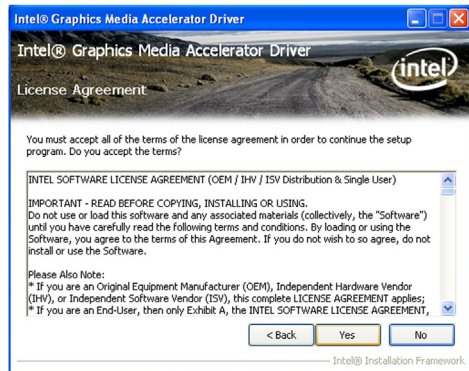 Intel® Graphics Media Accelerator Driver
Intel® Graphics Media Accelerator Driver
intel
License Agreement
You must accept all of the terms of the license agreement in order to continue the setup
program. Do you accept the terms?
INTEL SOFTWARE LICENSE AGREEMENT (OEM / IHV / ISV Distribution & Single User)
IMPORTANT - READ BEFORE COPYING, INSTALLING OR USING.
Do not use or load this software and any associated materials (collectively, the "Software")
until you have carefully read the following terms and conditions. By loading or using the
Software, you agree to the terms of this Agreement. If you do not wish to so agree, do not
install or use the Software.
Please Also Note:
* If you are an Original Equipment Manufacturer (OEM), Independent Hardware Vendor
(IHV), or Independent Software Vendor (ISV), this complete LICENSE AGREEMENT applies;
* If you are an End-User, then only Exhibit A, the INTEL SOFTWARE LICENSE AGREEMENT,
< Back Yes No
Intel® Installation Framework